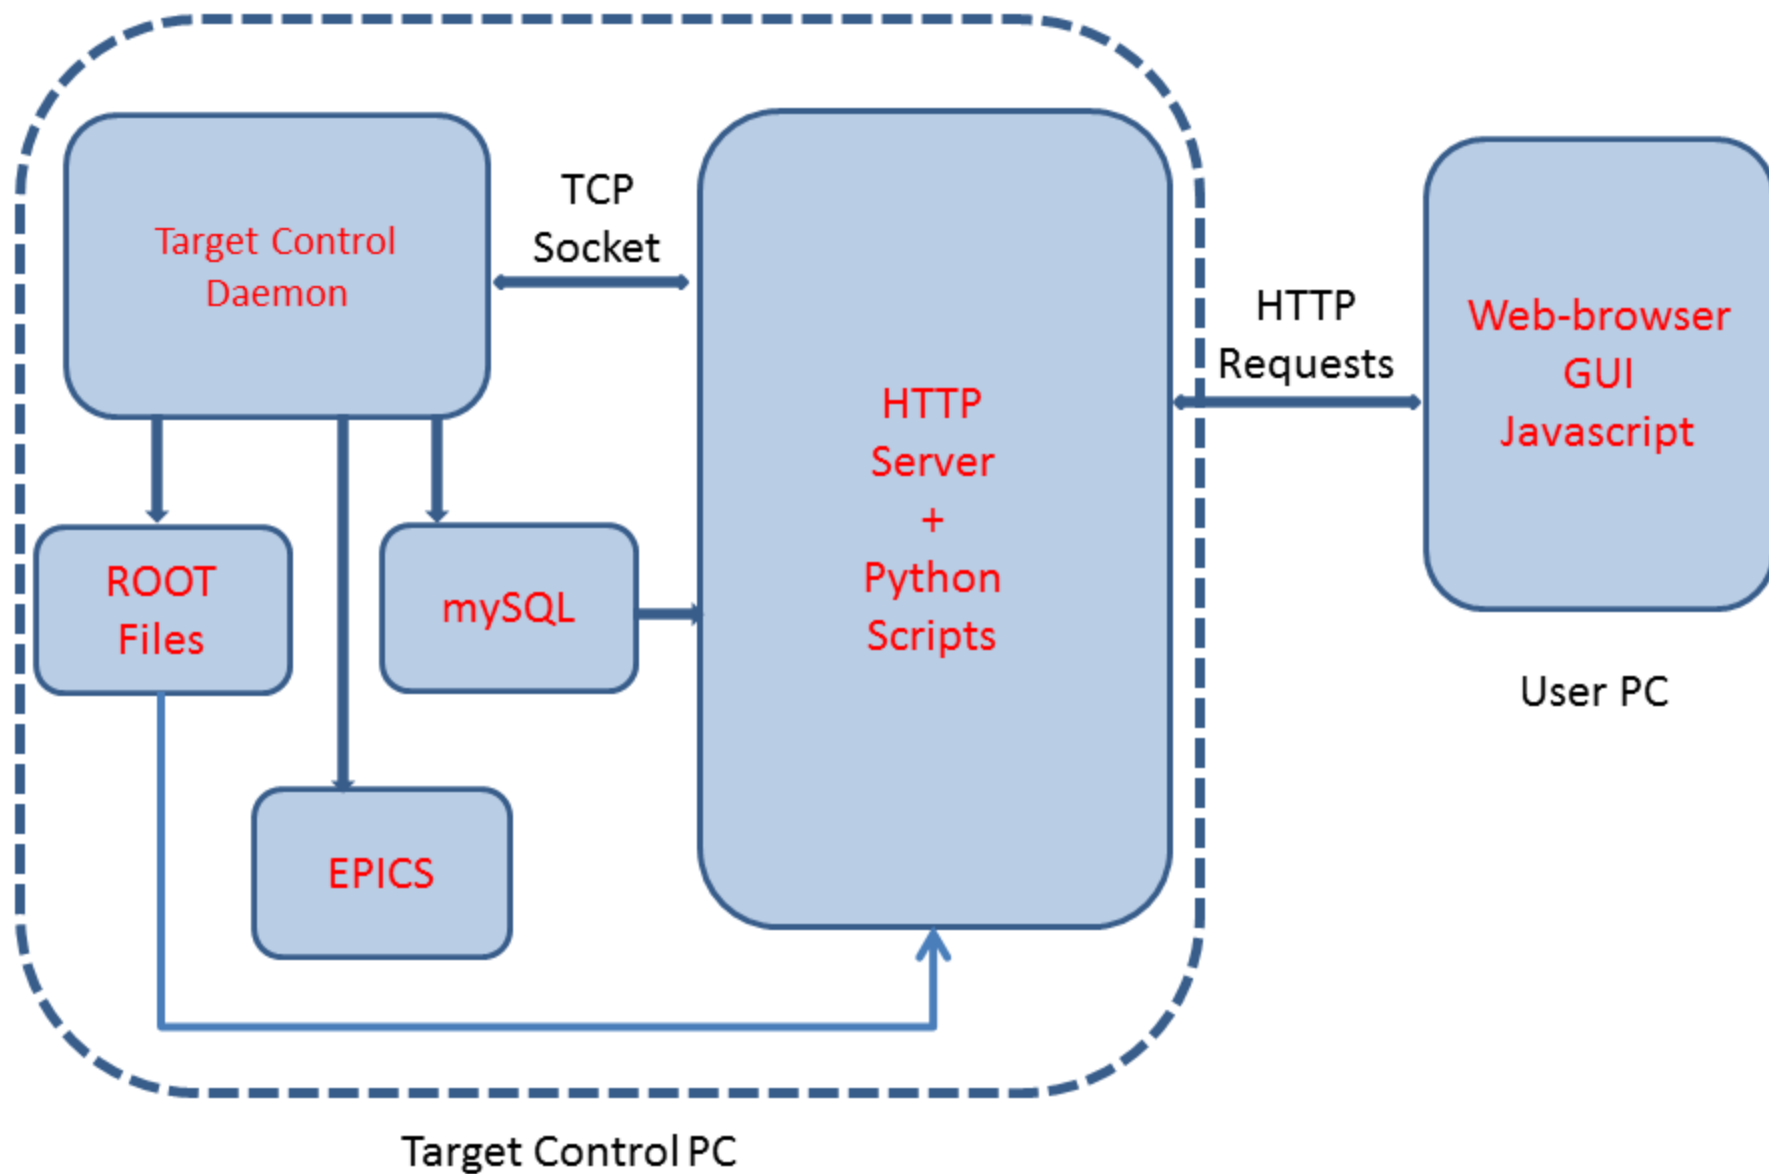 Target Control
Daemon
TCP
Socket
HTTP
Server
+
Python
Scripts
HTTP
Requests
Web-browser
GUI
Javascript
User PC
ROOT
Files
mySQL
EPICS
Target Control PC